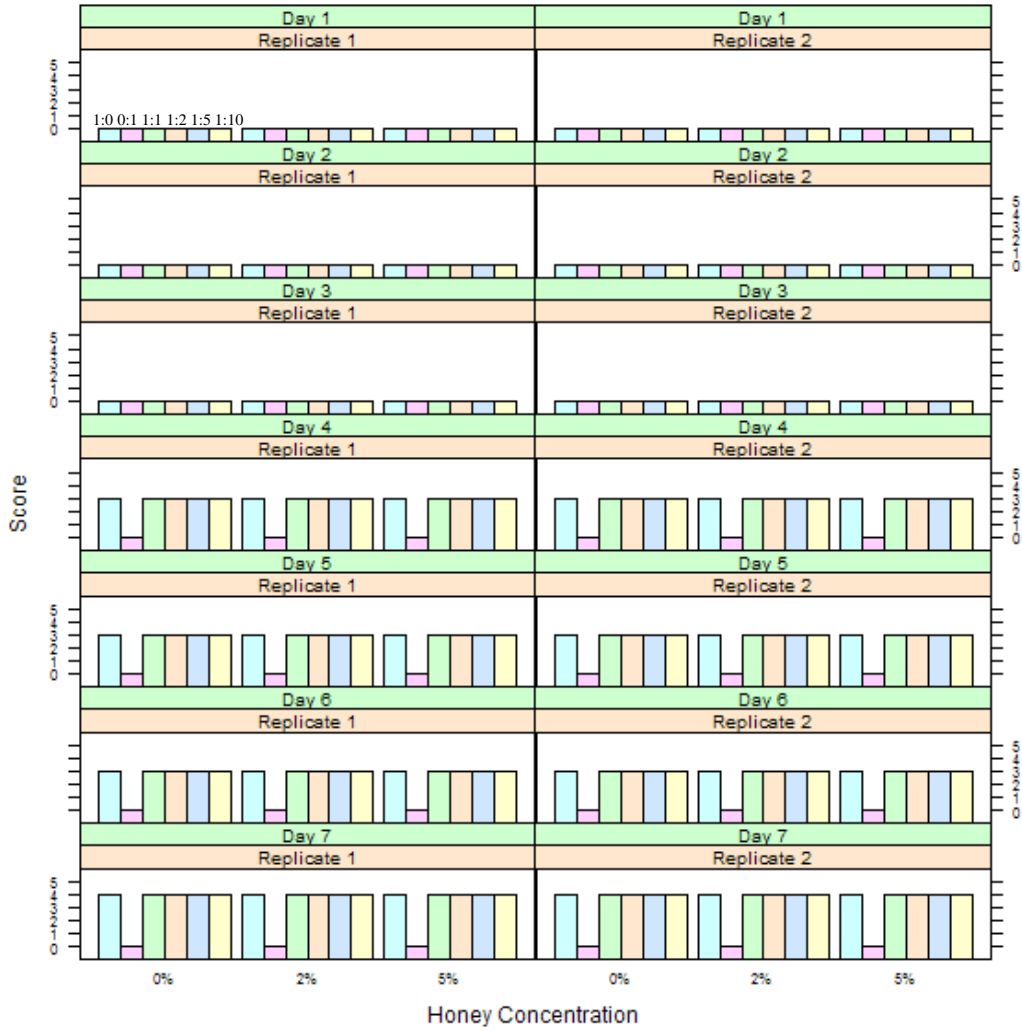 Day 1 Day 1
Replicate 1 Replicate 2
5
4
3
2
1
0
1:0 0:1 1:1 1:2 1:5 1:10
Day 2 Day 2
Replicate 1 Replicate 2
5
4
3
2
1
0
Day 3 Day 3
Replicate 1 Replicate 2
5
4
3
2
1
0
Day 4 Day 4
Replicate 1 Replicate 2
5
4
3
2
1
0
Score
Day 5 Day 5
Replicate 1 Replicate 2
5
4
3
2
1
0
Day 6 Day 6
Replicate 1 Replicate 2
5
4
3
2
1
0
Day 7 Day 7
Replicate 1 Replicate 2
5
4
3
2
1
0
0% 2% 5% 0% 2% 5%
Honey Concentration